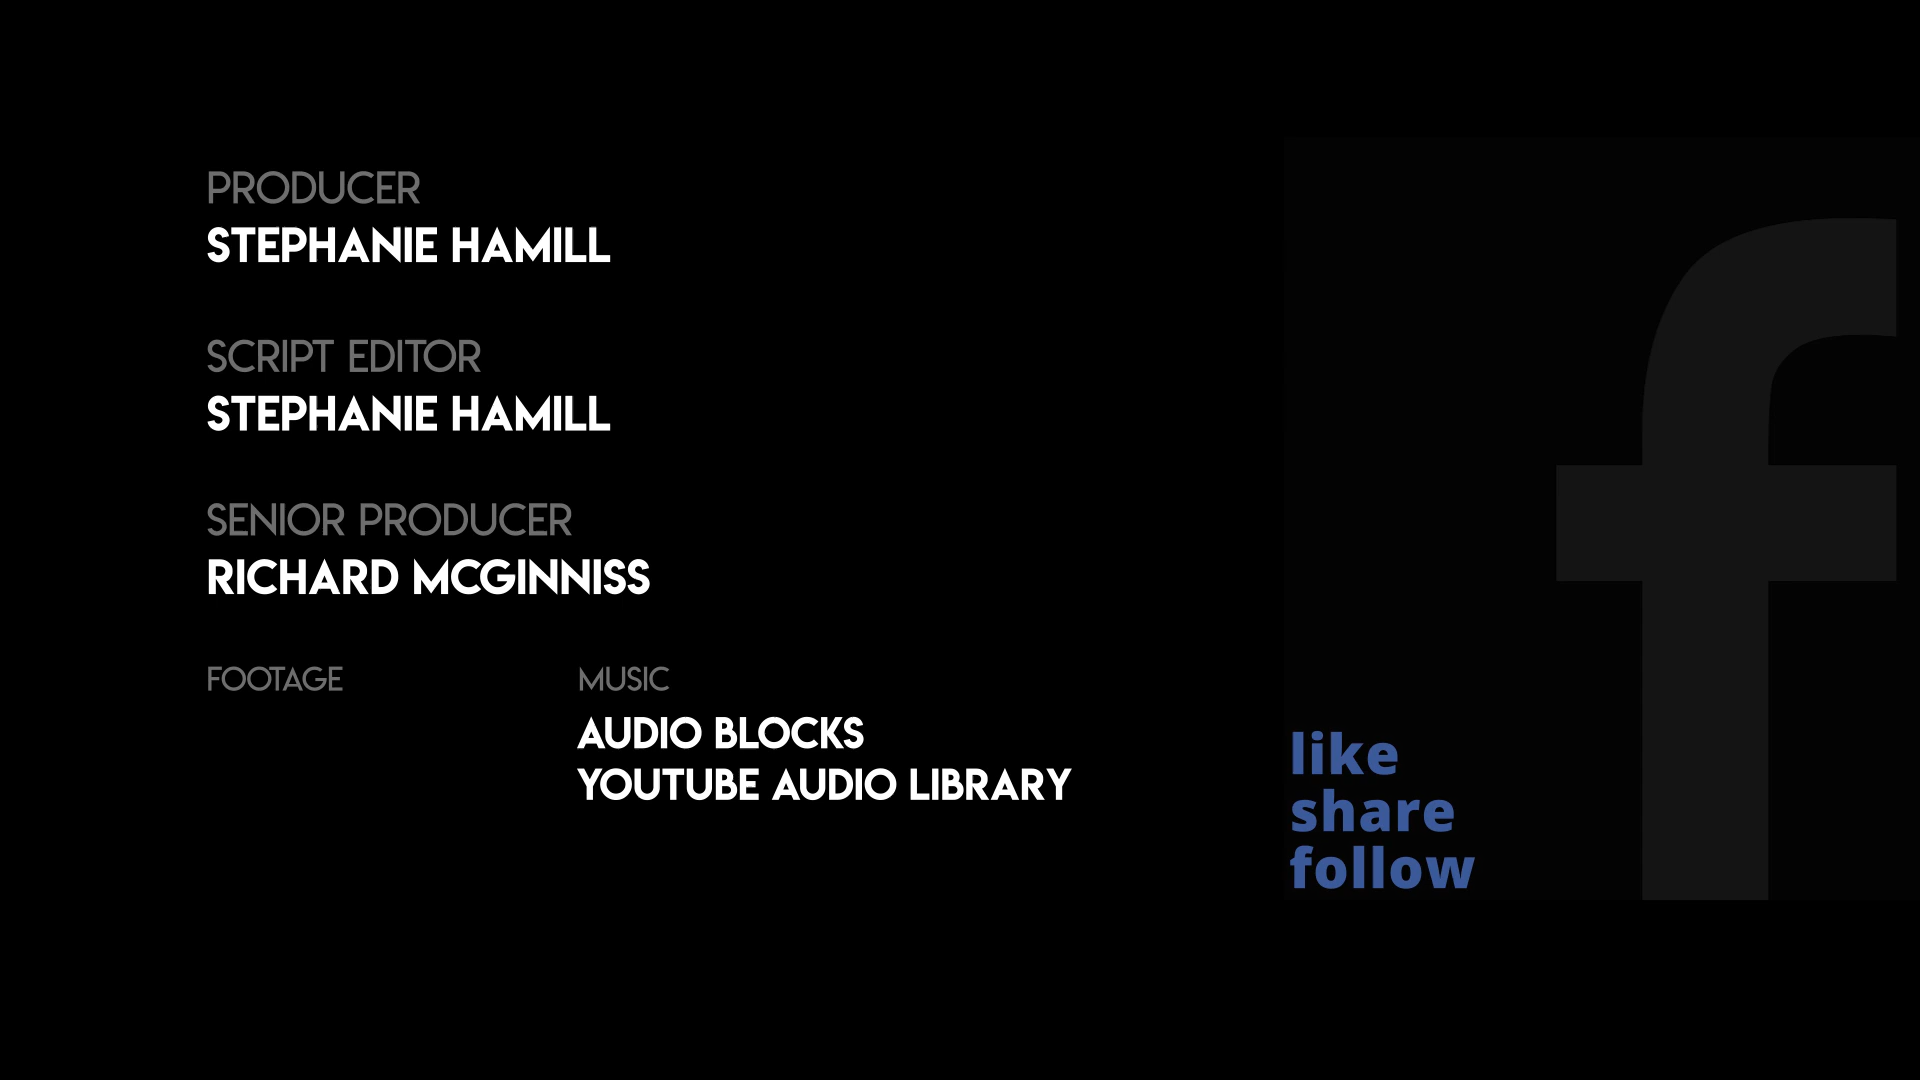 PRODUCER
STEPHANIE HAMILL
SCRIPT EDITOR
STEPHANIE HAMILL
SENIOR PRODUCER
RICHARD MCGINNISS
FOOTAGE
MUSIC
AUDIO BLOCKS
YOUTUBE AUDIO LIBRARY
like
share
follow
f